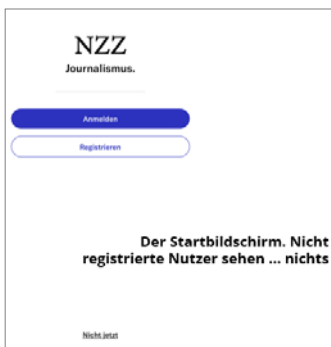 NZZ
Journalismus.
Anmelden
Registrieren
Der Startbildschirm. Nicht
registrierte Nutzer sehen ... nichts
Nicht jetzt